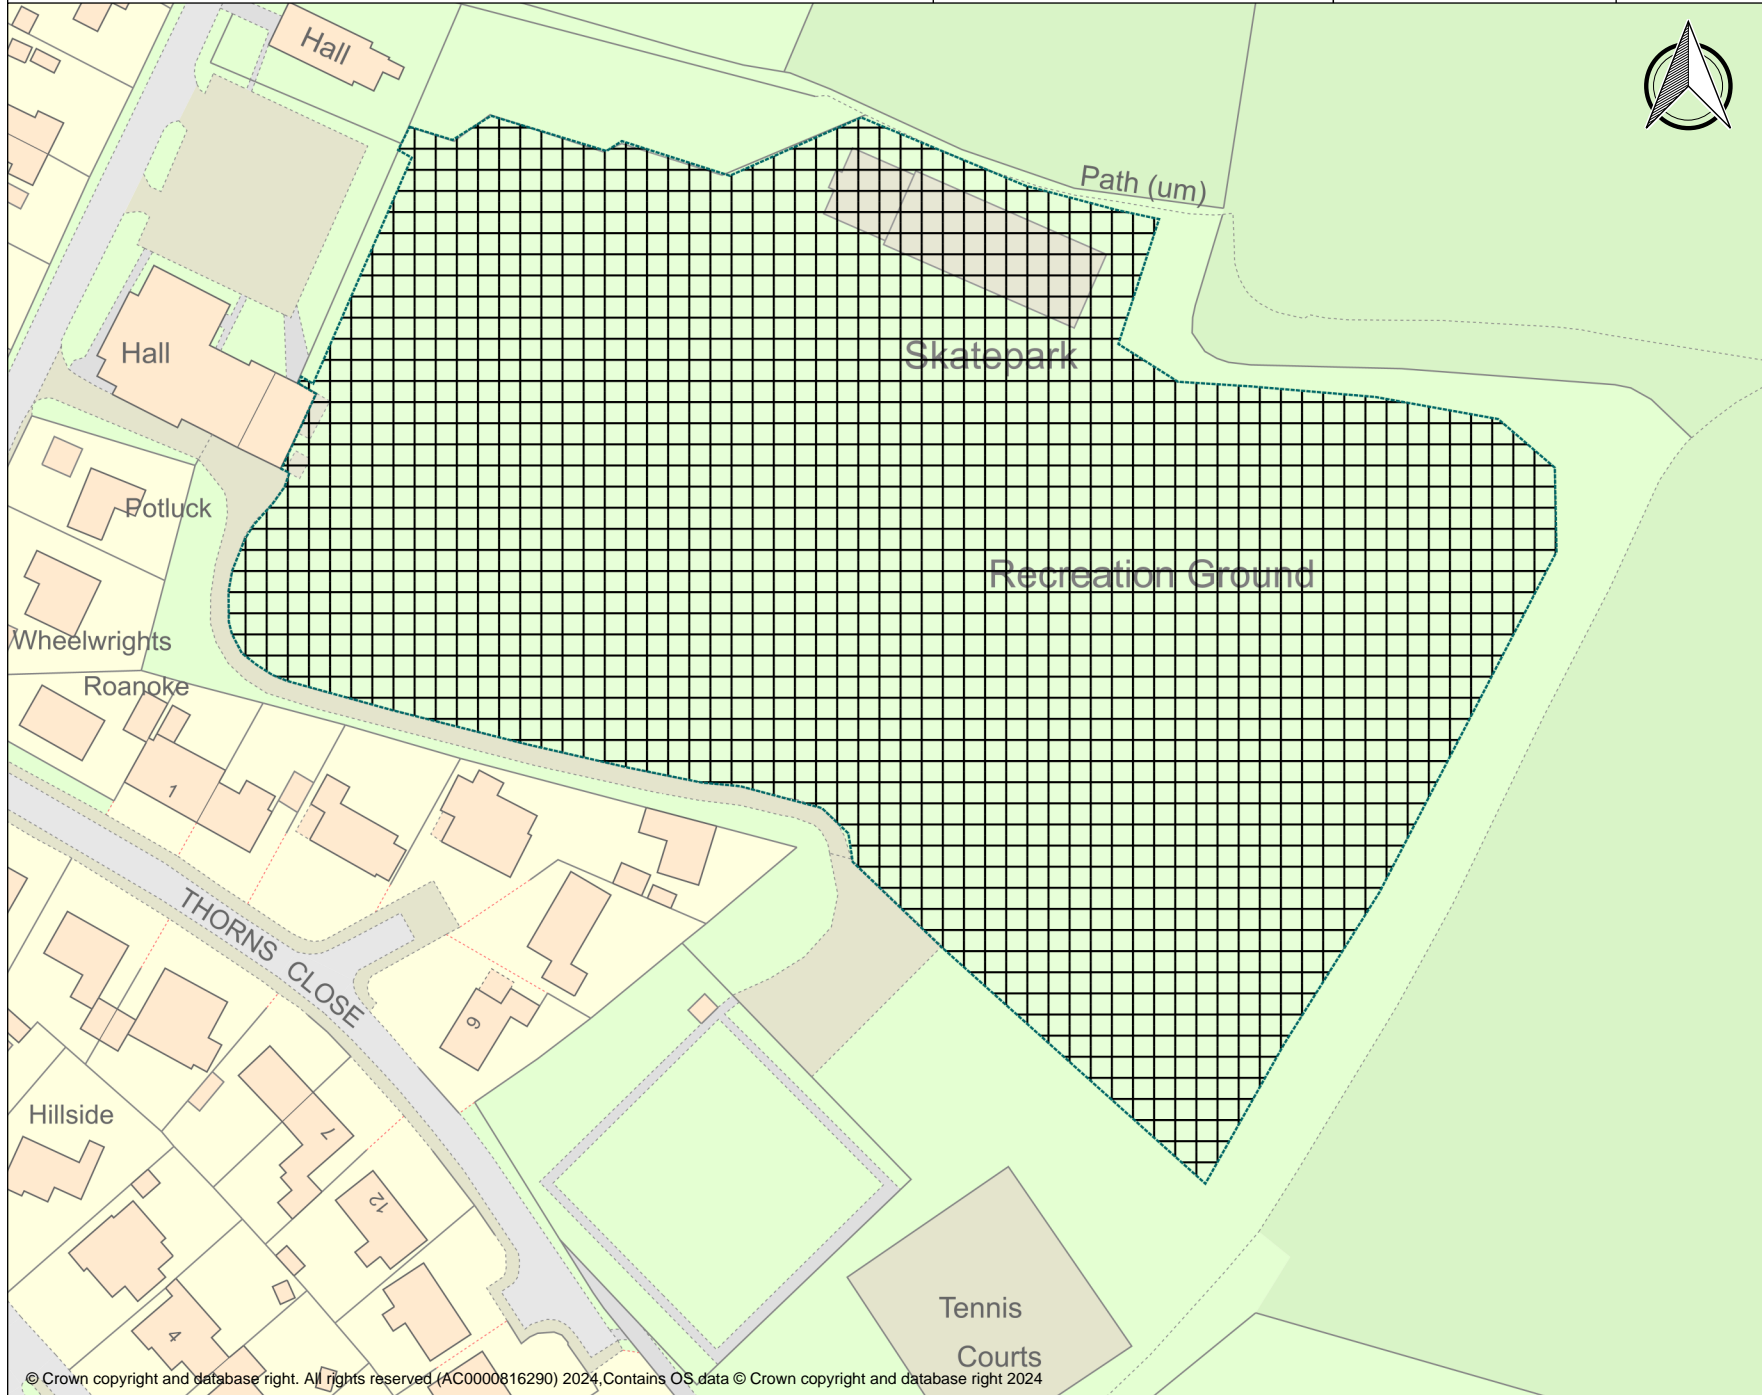 Hall
Path (um)
Hall
Skatepark
Potluck
Recreation Ground
Wheelwrights
Roanoke
1
THORNS CLOSE
9
Hillside
7
12
Tennis
Courts
4
© Crown copyright and database right. All rights reserved (AC0000816290) 2024,Contains OS data © Crown copyright and database right 2024